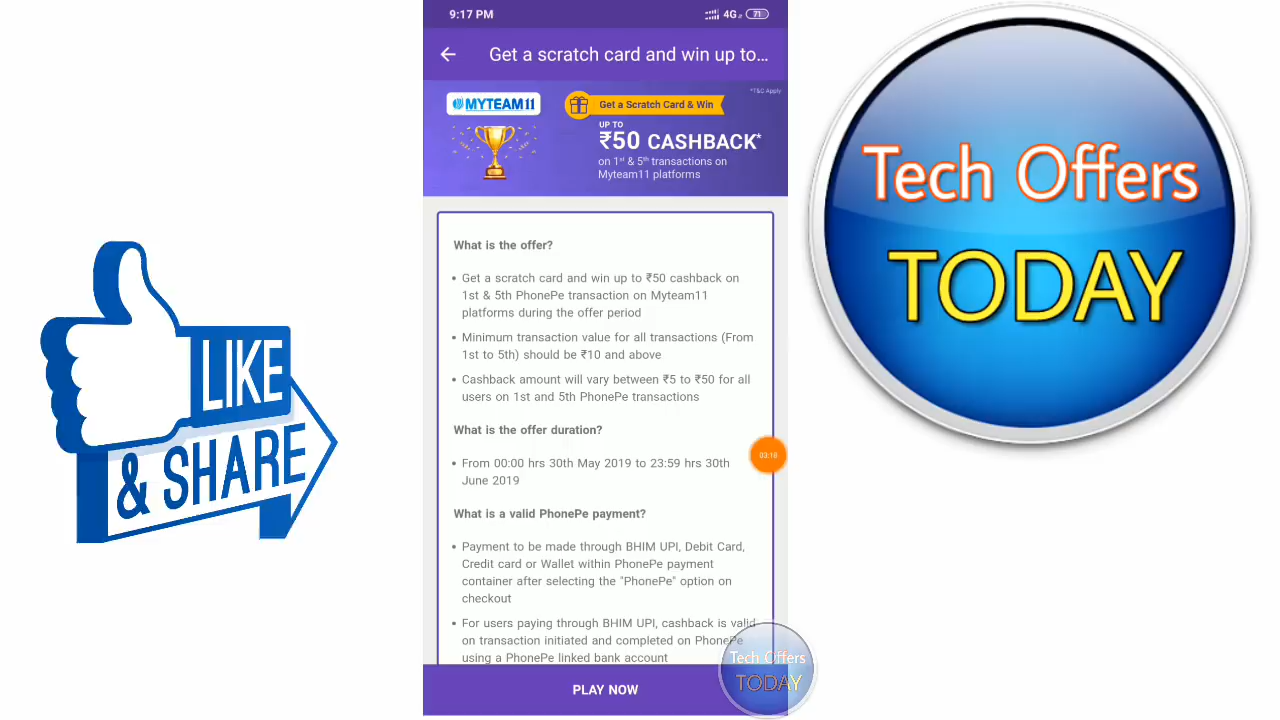 9:17 PM
4G
71
Get a scratch card and win up to...
*T&C Apply
MYTEAM11
Get a Scratch Card & Win
UP TO
₹50 CASHBACK*
on 1st & 5th transactions on
Myteam11 platforms
What is the offer?
• Get a scratch card and win up to ₹50 cashback on
1st & 5th PhonePe transaction on Myteam11
platforms during the offer period
• Minimum transaction value for all transactions (From
1st to 5th) should be ₹10 and above
• Cashback amount will vary between ₹5 to ₹50 for all
users on 1st and 5th PhonePe transactions
What is the offer duration?
• From 00:00 hrs 30th May 2019 to 23:59 hrs 30th
June 2019
What is a valid PhonePe payment?
• Payment to be made through BHIM UPI, Debit Card,
Credit card or Wallet within PhonePe payment
container after selecting the "PhonePe" option on
checkout
• For users paying through BHIM UPI, cashback is valid
on transaction initiated and completed on PhonePe
using a PhonePe linked bank account
PLAY NOW
03:18
Tech Offers
TODAY
LIKE
& SHARE
Tech Offers
TODAY